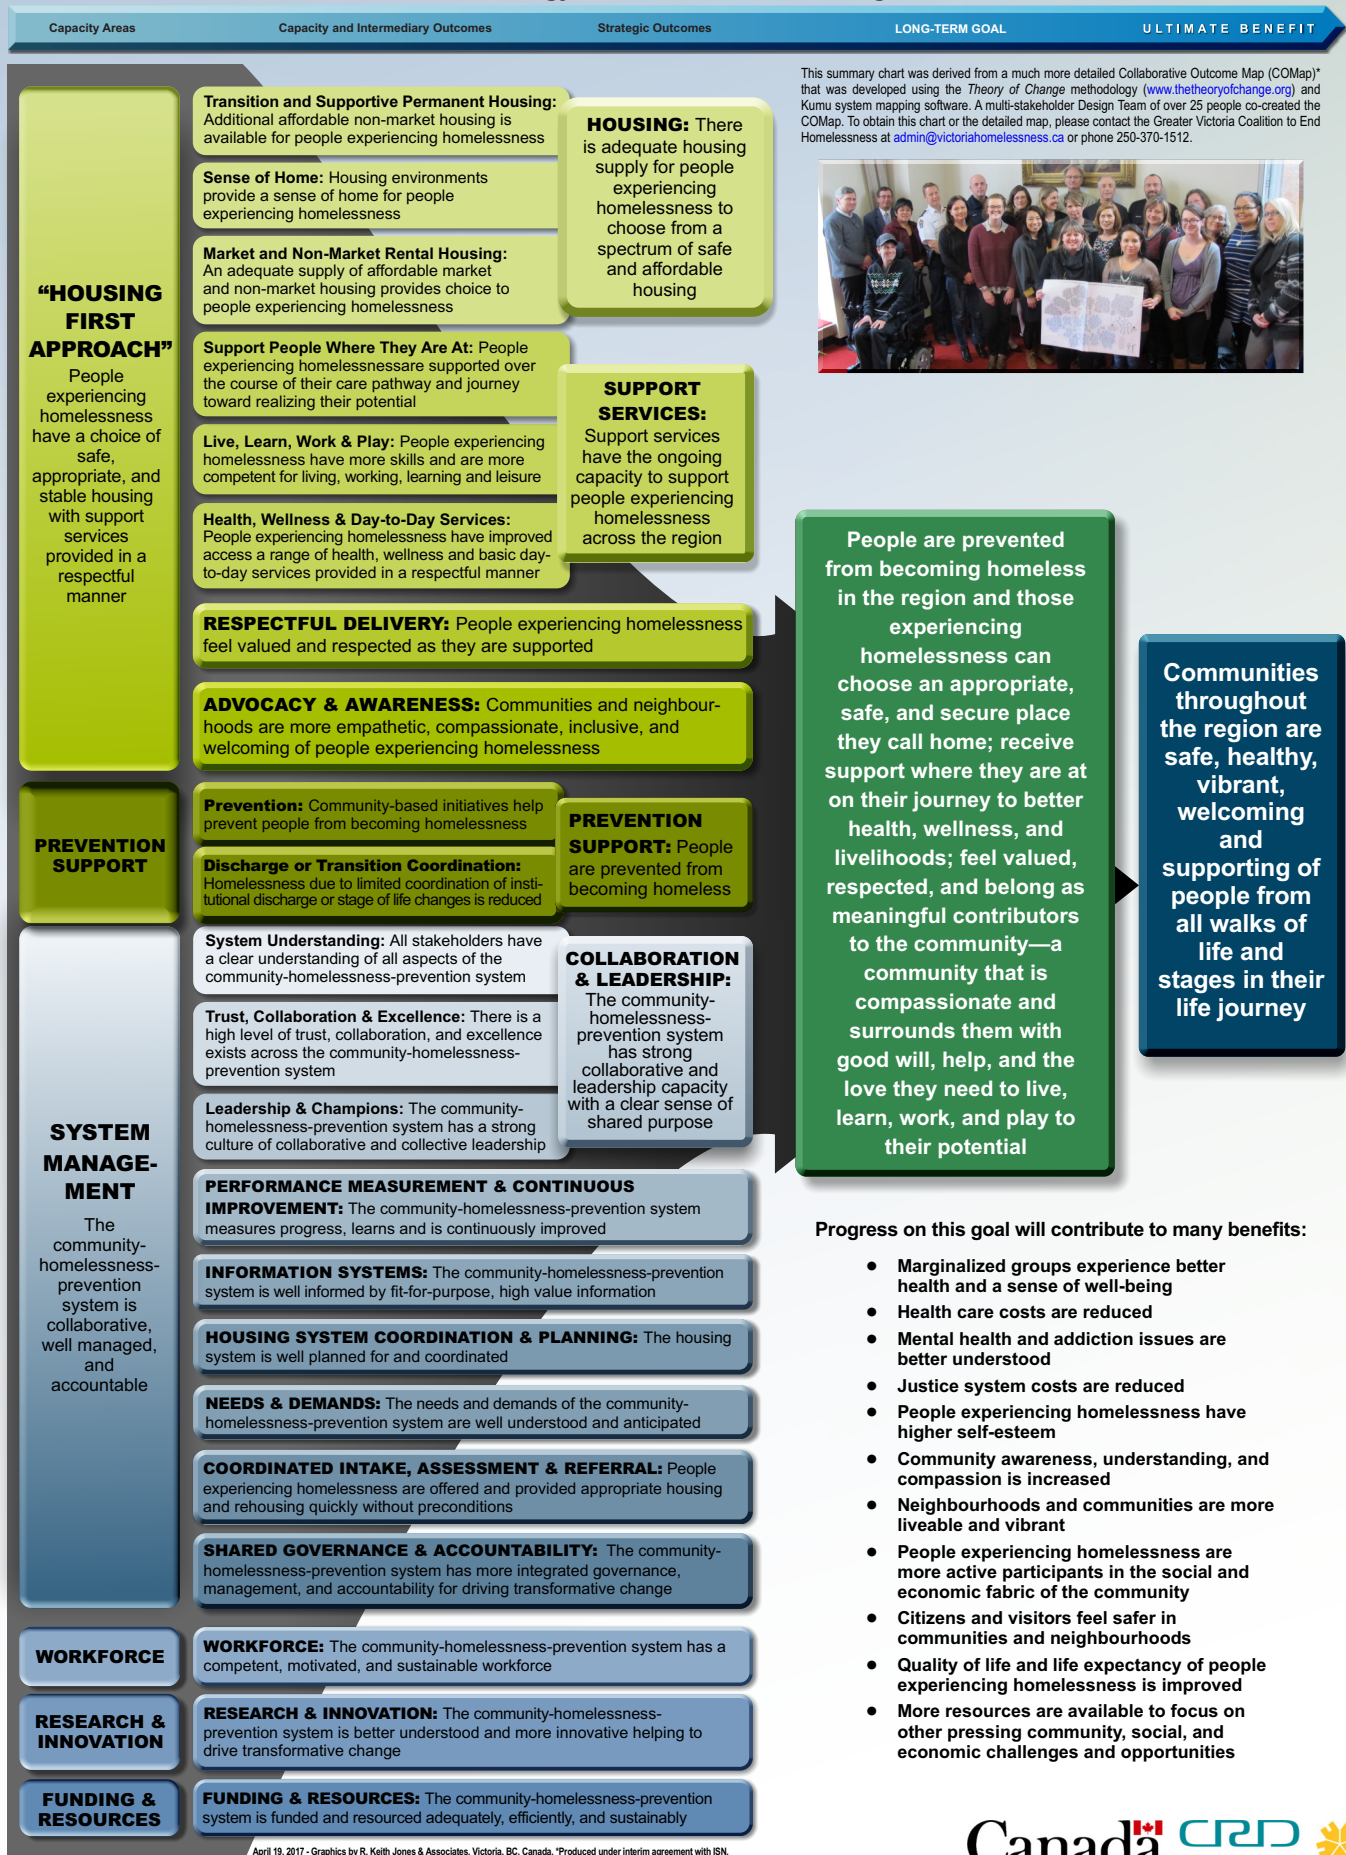 Capacity Areas
Capacity and Intermediary Outcomes
Strategic Outcomes
LONG-TERM GOAL
ULTIMATE BENEFIT
This summary chart was derived from a much more detailed Collaborative Outcome Map (COMap)*
that was developed using the Theory of Change methodology (www.thetheoryofchange.org) and
Kumu system mapping software. A multi-stakeholder Design Team of over 25 people co-created the
COMap. To obtain this chart or the detailed map, please contact the Greater Victoria Coalition to End
Homelessness at admin@victoriahomelessness.ca or phone 250-370-1512.
“HOUSING
FIRST
APPROACH”
People
experiencing
homelessness
have a choice of
safe,
appropriate, and
stable housing
with support
services
provided in a
respectful
manner
Transition and Supportive Permanent Housing:
Additional affordable non-market housing is
available for people experiencing homelessness
Sense of Home: Housing environments
provide a sense of home for people
experiencing homelessness
Market and Non-Market Rental Housing:
An adequate supply of affordable market
and non-market housing provides choice to
people experiencing homelessness
HOUSING: There
is adequate housing
supply for people
experiencing
homelessness to
choose from a
spectrum of safe
and affordable
housing
Support People Where They Are At: People
experiencing homelessnessare supported over
the course of their care pathway and journey
toward realizing their potential
Live, Learn, Work & Play: People experiencing
homelessness have more skills and are more
competent for living, working, learning and leisure
Health, Wellness & Day-to-Day Services:
People experiencing homelessness have improved
access a range of health, wellness and basic day-
to-day services provided in a respectful manner
SUPPORT
SERVICES:
Support services
have the ongoing
capacity to support
people experiencing
homelessness
across the region
RESPECTFUL DELIVERY: People experiencing homelessness
feel valued and respected as they are supported
ADVOCACY & AWARENESS: Communities and neighbour-
hoods are more empathetic, compassionate, inclusive, and
welcoming of people experiencing homelessness
PREVENTION
SUPPORT
Prevention: Community-based initiatives help
prevent people from becoming homelessness
Discharge or Transition Coordination:
Homelessness due to limited coordination of insti-
tutional discharge or stage of life changes is reduced
PREVENTION
SUPPORT: People
are prevented from
becoming homeless
SYSTEM
MANAGE-
MENT
The
community-
homelessness-
prevention
system is
collaborative,
well managed,
and
accountable
System Understanding: All stakeholders have
a clear understanding of all aspects of the
community-homelessness-prevention system
Trust, Collaboration & Excellence: There is a
high level of trust, collaboration, and excellence
exists across the community-homelessness-
prevention system
Leadership & Champions: The community-
homelessness-prevention system has a strong
culture of collaborative and collective leadership
COLLABORATION
& LEADERSHIP:
The community-
homelessness-
prevention system
has strong
collaborative and
leadership capacity
with a clear sense of
shared purpose
PERFORMANCE MEASUREMENT & CONTINUOUS
IMPROVEMENT: The community-homelessness-prevention system
measures progress, learns and is continuously improved
INFORMATION SYSTEMS: The community-homelessness-prevention
system is well informed by fit-for-purpose, high value information
HOUSING SYSTEM COORDINATION & PLANNING: The housing
system is well planned for and coordinated
NEEDS & DEMANDS: The needs and demands of the community-
homelessness-prevention system are well understood and anticipated
COORDINATED INTAKE, ASSESSMENT & REFERRAL: People
experiencing homelessness are offered and provided appropriate housing
and rehousing quickly without preconditions
SHARED GOVERNANCE & ACCOUNTABILITY: The community-
homelessness-prevention system has more integrated governance,
management, and accountability for driving transformative change
WORKFORCE
WORKFORCE: The community-homelessness-prevention system has a
competent, motivated, and sustainable workforce
RESEARCH &
INNOVATION
RESEARCH & INNOVATION: The community-homelessness-
prevention system is better understood and more innovative helping to
drive transformative change
FUNDING &
RESOURCES
FUNDING & RESOURCES: The community-homelessness-prevention
system is funded and resourced adequately, efficiently, and sustainably
People are prevented
from becoming homeless
in the region and those
experiencing
homelessness can
choose an appropriate,
safe, and secure place
they call home; receive
support where they are at
on their journey to better
health, wellness, and
livelihoods; feel valued,
respected, and belong as
meaningful contributors
to the community—a
community that is
compassionate and
surrounds them with
good will, help, and the
love they need to live,
learn, work, and play to
their potential
Communities
throughout
the region are
safe, healthy,
vibrant,
welcoming
and
supporting of
people from
all walks of
life and
stages in their
life journey
Progress on this goal will contribute to many benefits:
● Marginalized groups experience better
health and a sense of well-being
● Health care costs are reduced
● Mental health and addiction issues are
better understood
● Justice system costs are reduced
● People experiencing homelessness have
higher self-esteem
● Community awareness, understanding, and
compassion is increased
● Neighbourhoods and communities are more
liveable and vibrant
● People experiencing homelessness are
more active participants in the social and
economic fabric of the community
● Citizens and visitors feel safer in
communities and neighbourhoods
● Quality of life and life expectancy of people
experiencing homelessness is improved
● More resources are available to focus on
other pressing community, social, and
economic challenges and opportunities
April 19, 2017 - Graphics by R. Keith Jones & Associates, Victoria, BC, Canada. *Produced under interim agreement with ISN.
Canada
CRD